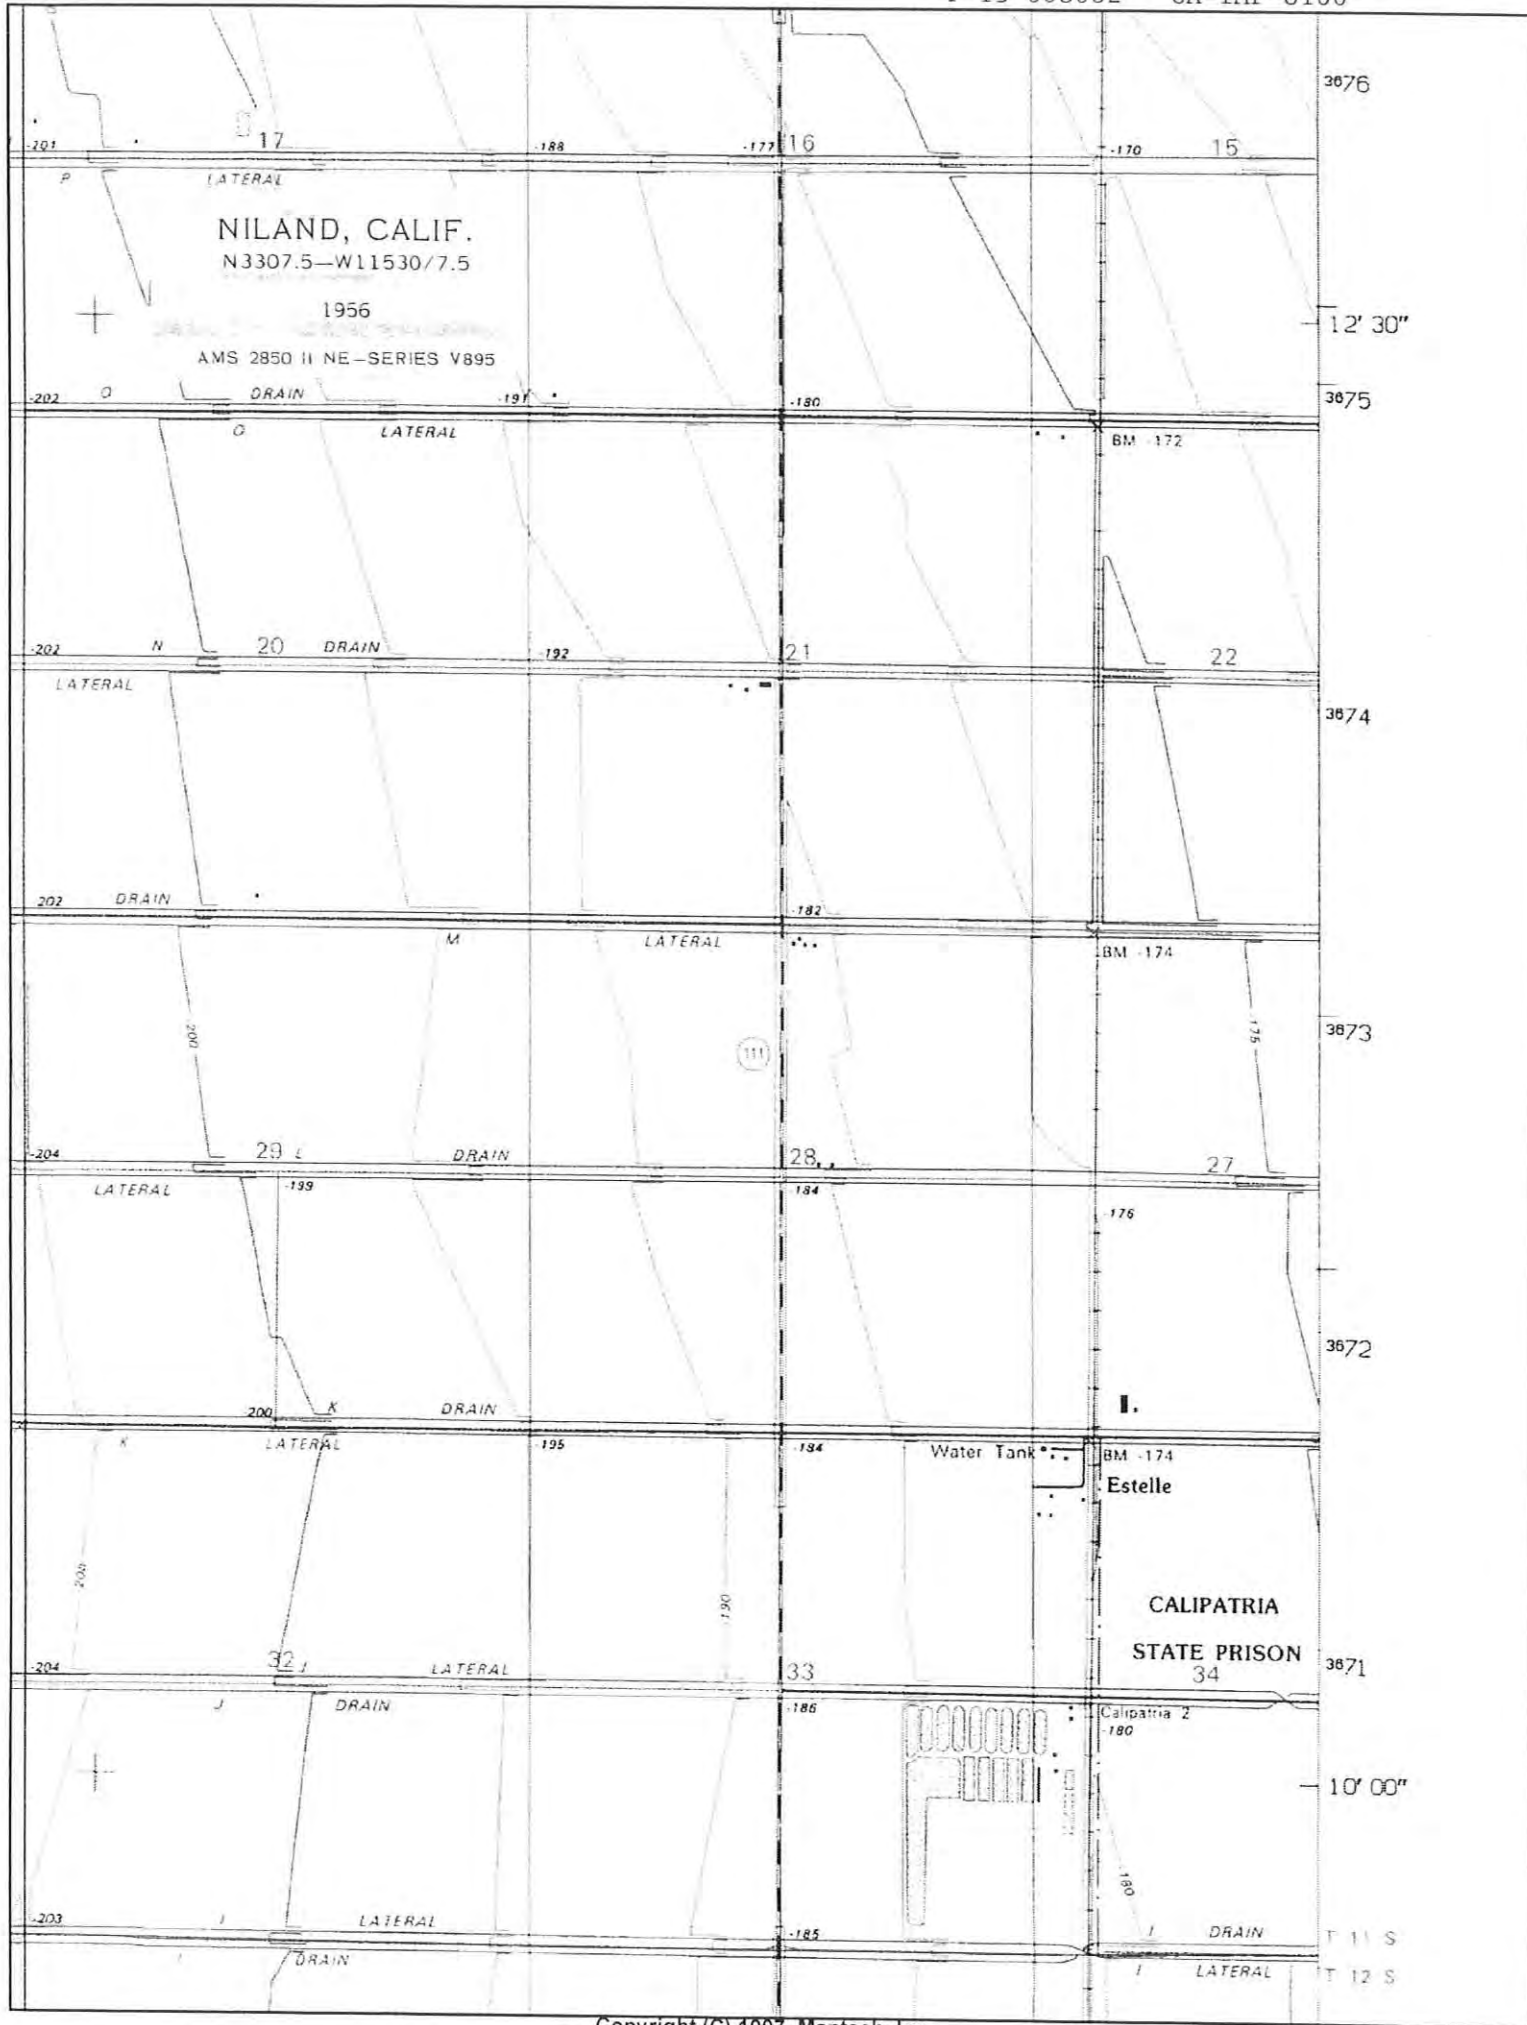 3676
-201 17 -188 -177 16 -170 15
P LATERAL
NILAND, CALIF.
N3307.5—W11530/7.5
1956
12' 30"
AMS 2850 II NE-SERIES V895
-202 O DRAIN -191 -180 3675
O LATERAL BM -172
-202 N 20 DRAIN -192 21 22
LATERAL
3674
202 DRAIN -182
M LATERAL BM -174
200 111 175 3673
-204 29 L DRAIN 28 27
LATERAL -199 -184
-176
3672
-200 K DRAIN
K LATERAL -195 -184 Water Tank BM -174
Estelle
205 190
CALIPATRIA
STATE PRISON
-204 32 J LATERAL 33 34 3671
J DRAIN -186 Calipatria 2
-180
10' 00"
180
-203 I LATERAL -185 I DRAIN T 11 S
I DRAIN I LATERAL T 12 S